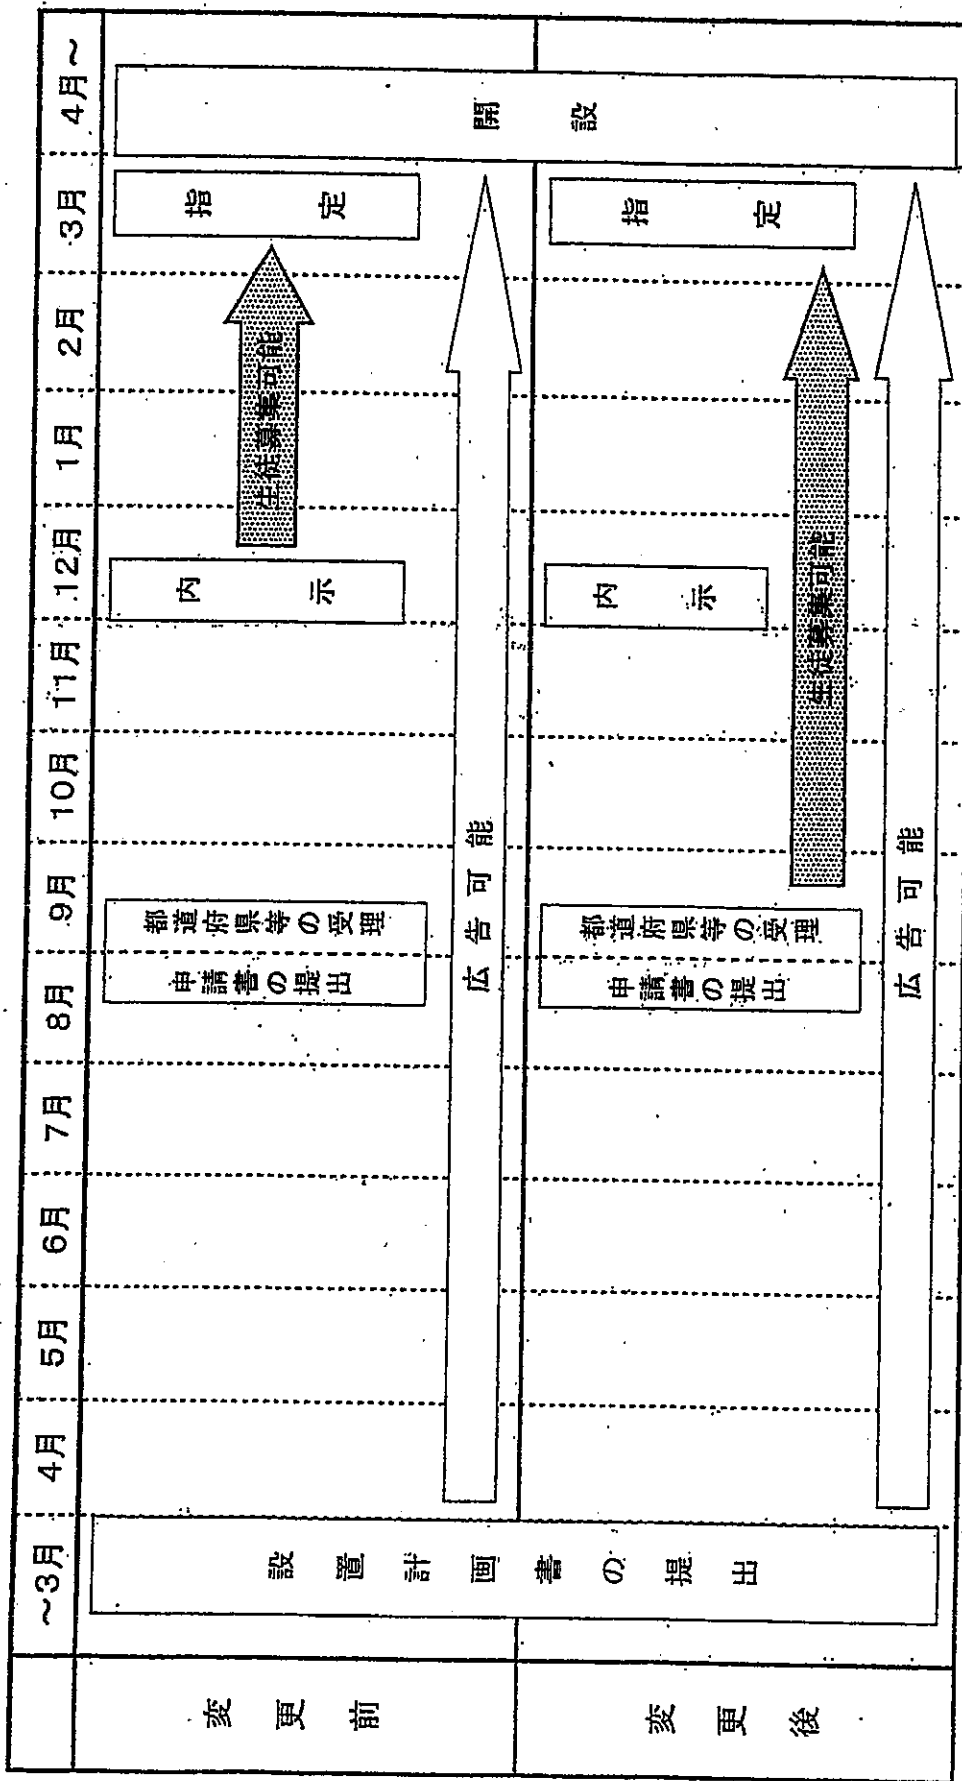 ～3月 4月 5月 6月 7月 8月 9月 10月 11月 12月 1月 2月 3月 4月～
変更前
設置計画書の提出
申請書の提出
都道府県等の受理
内示
生徒募集可能
指定
開設
広告可能
変更後
申請書の提出
都道府県等の受理
内示
生徒募集可能
指定
広告可能